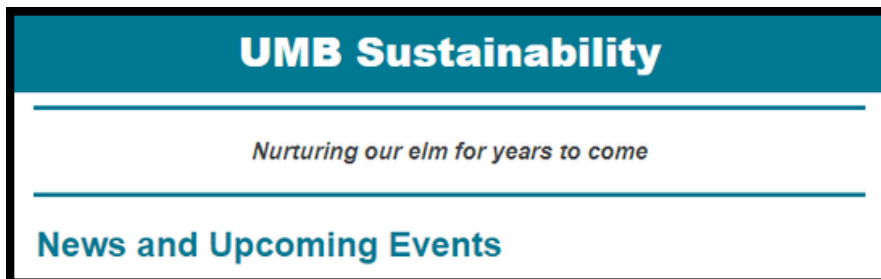 UMB Sustainability
Nurturing our elm for years to come
News and Upcoming Events